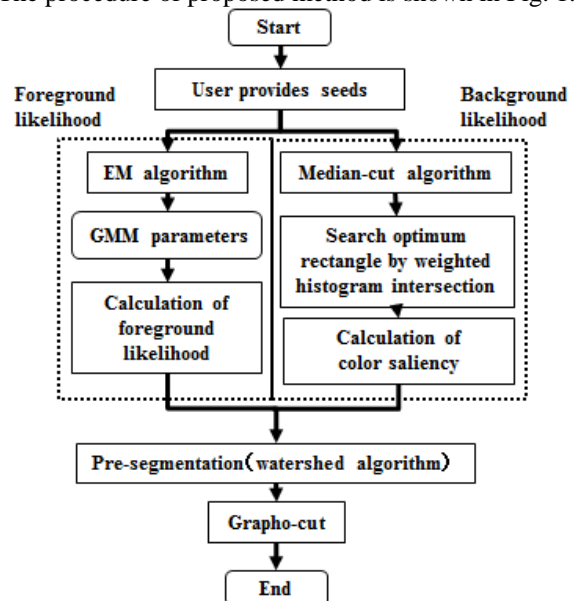 The procedure of proposed method is shown in Fig. 1.
Start
User provides seeds
Foreground
likelihood
Background
likelihood
EM algorithm
GMM parameters
Calculation of
foreground
likelihood
Median-cut algorithm
Search optimum
rectangle by weighted
histogram intersection
Calculation of
color saliency
Pre-segmentation(watershed algorithm)
Grapho-cut
End